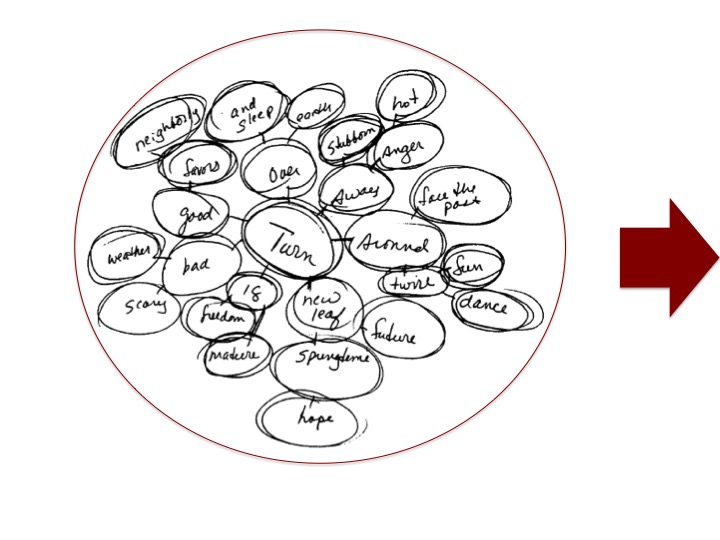 hot
and
sleep
earth
neighborly
stubborn
anger
favors
over
away
face the
past
good
Turn
around
weather
bad
fun
18
twirl
scary
freedom
new
leaf
dance
future
mature
springtime
hope